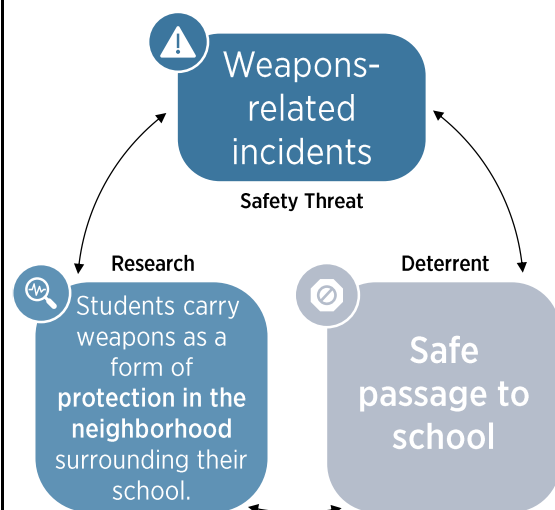 Weapons-
related
incidents
Safety Threat
Research
Students carry
weapons as a
form of
protection in the
neighborhood
surrounding their
school.
Deterrent
Safe
passage to
school